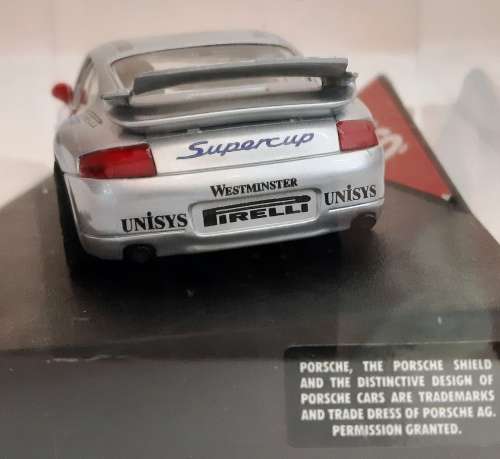 Supercup
WESTMINSTER
UNiSYS PIRELLI UNiSYS
PORSCHE, THE PORSCHE SHIELD
AND THE DISTINCTIVE DESIGN OF
PORSCHE CARS ARE TRADEMARKS
AND TRADE DRESS OF PORSCHE AG.
PERMISSION GRANTED.